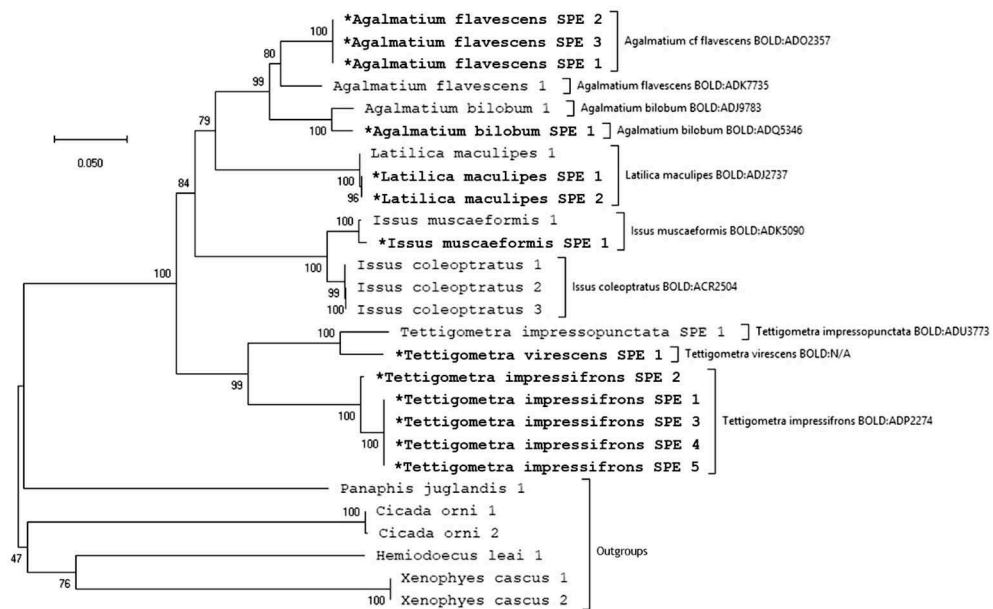 100
*Agalmatium flavescens SPE 2
*Agalmatium flavescens SPE 3
*Agalmatium flavescens SPE 1
Agalmatium cf flavescens BOLD:ADO2357
80
Agalmatium flavescens 1
Agalmatium flavescens BOLD:ADK7735
99
Agalmatium bilobum 1
Agalmatium bilobum BOLD:ADJ9783
100
*Agalmatium bilobum SPE 1
Agalmatium bilobum BOLD:ADQ5346
79
Latilica maculipes 1
100
*Latilica maculipes SPE 1
96
*Latilica maculipes SPE 2
Latilica maculipes BOLD:ADJ2737
0.050
84
100
Issus muscaeformis 1
*Issus muscaeformis SPE 1
Issus muscaeformis BOLD:ADK5090
100
Issus coleoptratus 1
99
Issus coleoptratus 2
100
Issus coleoptratus 3
Issus coleoptratus BOLD:ACR2504
100
100
Tettigometra impressopunctata SPE 1
Tettigometra impressopunctata BOLD:ADU3773
*Tettigometra virescens SPE 1
Tettigometra virescens BOLD:N/A
99
*Tettigometra impressifrons SPE 2
100
*Tettigometra impressifrons SPE 1
*Tettigometra impressifrons SPE 3
100
*Tettigometra impressifrons SPE 4
*Tettigometra impressifrons SPE 5
Tettigometra impressifrons BOLD:ADP2274
Panaphis juglandis 1
100
Cicada orni 1
Cicada orni 2
47
Hemiodoecus leai 1
76
Xenophyes cascus 1
100
Xenophyes cascus 2
Outgroups